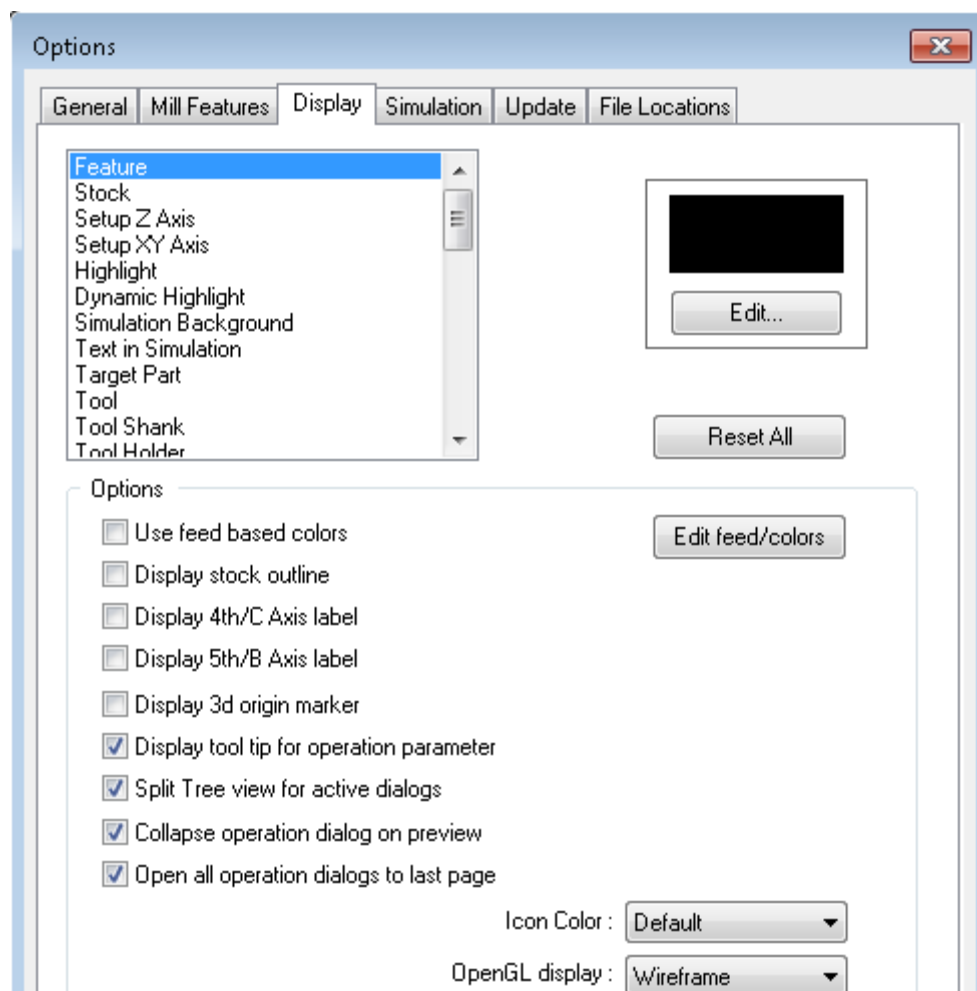 Options
General Mill Features Display Simulation Update File Locations
Feature
Stock
Setup Z Axis
Setup XY Axis
Highlight
Dynamic Highlight
Simulation Background
Text in Simulation
Target Part
Tool
Tool Shank
Tool Holder
Edit...
Reset All
Options
Use feed based colors
Edit feed/colors
Display stock outline
Display 4th/C Axis label
Display 5th/B Axis label
Display 3d origin marker
Display tool tip for operation parameter
Split Tree view for active dialogs
Collapse operation dialog on preview
Open all operation dialogs to last page
Icon Color : Default
OpenGL display : Wireframe